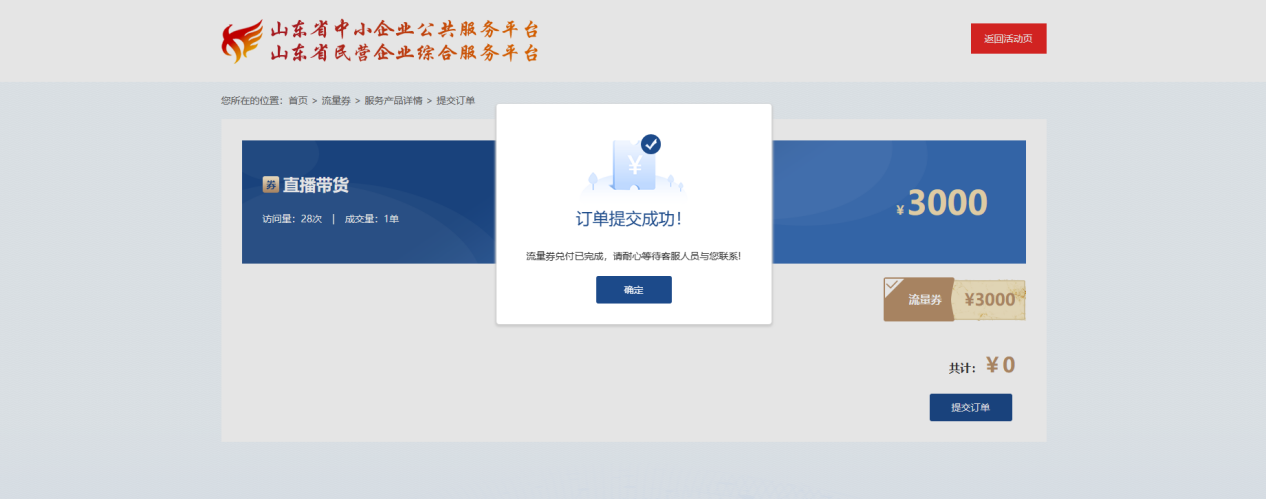 山东省中小企业公共服务平台
山东省民营企业综合服务平台
返回活动页
您所在的位置：首页 > 流量券 > 服务产品详情 > 提交订单
券 直播带货
访问量：28次 | 成交量：1单
¥3000
¥
订单提交成功！
流量券兑付已完成，请耐心等待客服人员与您联系！
确定
流量券 ¥3000
共计：¥0
提交订单